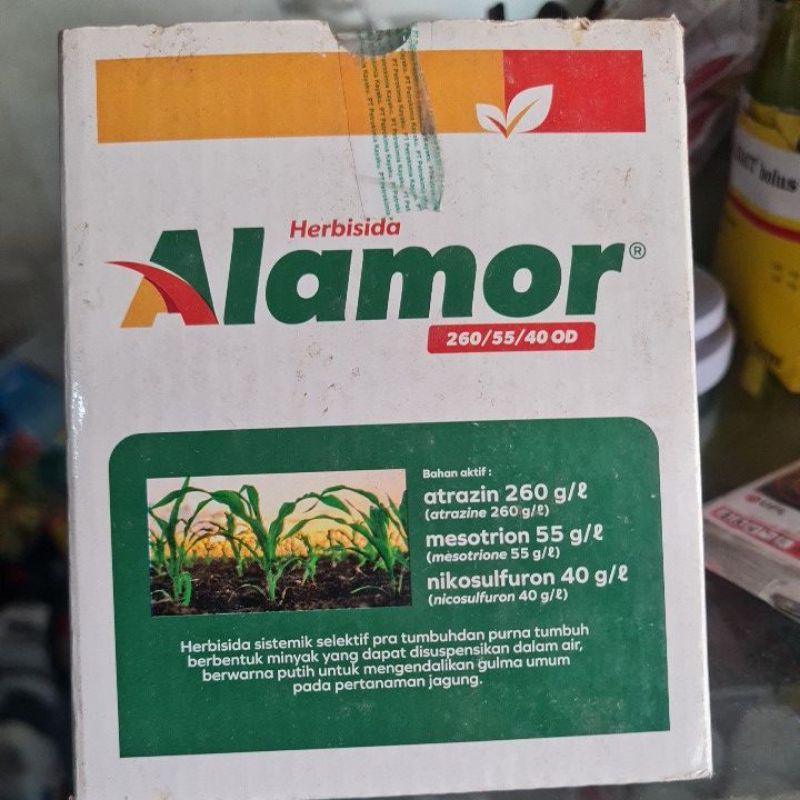 Herbisida
Alamor®
260/55/40 OD
Bahan aktif :
atrazin 260 g/ℓ
(atrazine 260 g/ℓ)
mesotrion 55 g/ℓ
(mesotrione 55 g/ℓ)
nikosulfuron 40 g/ℓ
(nicosulfuron 40 g/ℓ)
Herbisida sistemik selektif pra tumbuhdan purna tumbuh
berbentuk minyak yang dapat disuspensikan dalam air,
berwarna putih untuk mengendalikan gulma umum
pada pertanaman jagung.
bolus